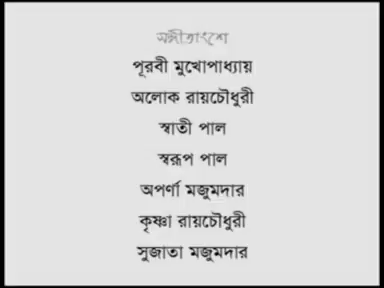 সঙ্গীতাংশে
পূরবী মুখোপাধ্যায়
অলোক রায়চৌধুরী
স্বাতী পাল
স্বরূপ পাল
অপর্ণা মজুমদার
কৃষ্ণা রায়চৌধুরী
সুজাতা মজুমদার